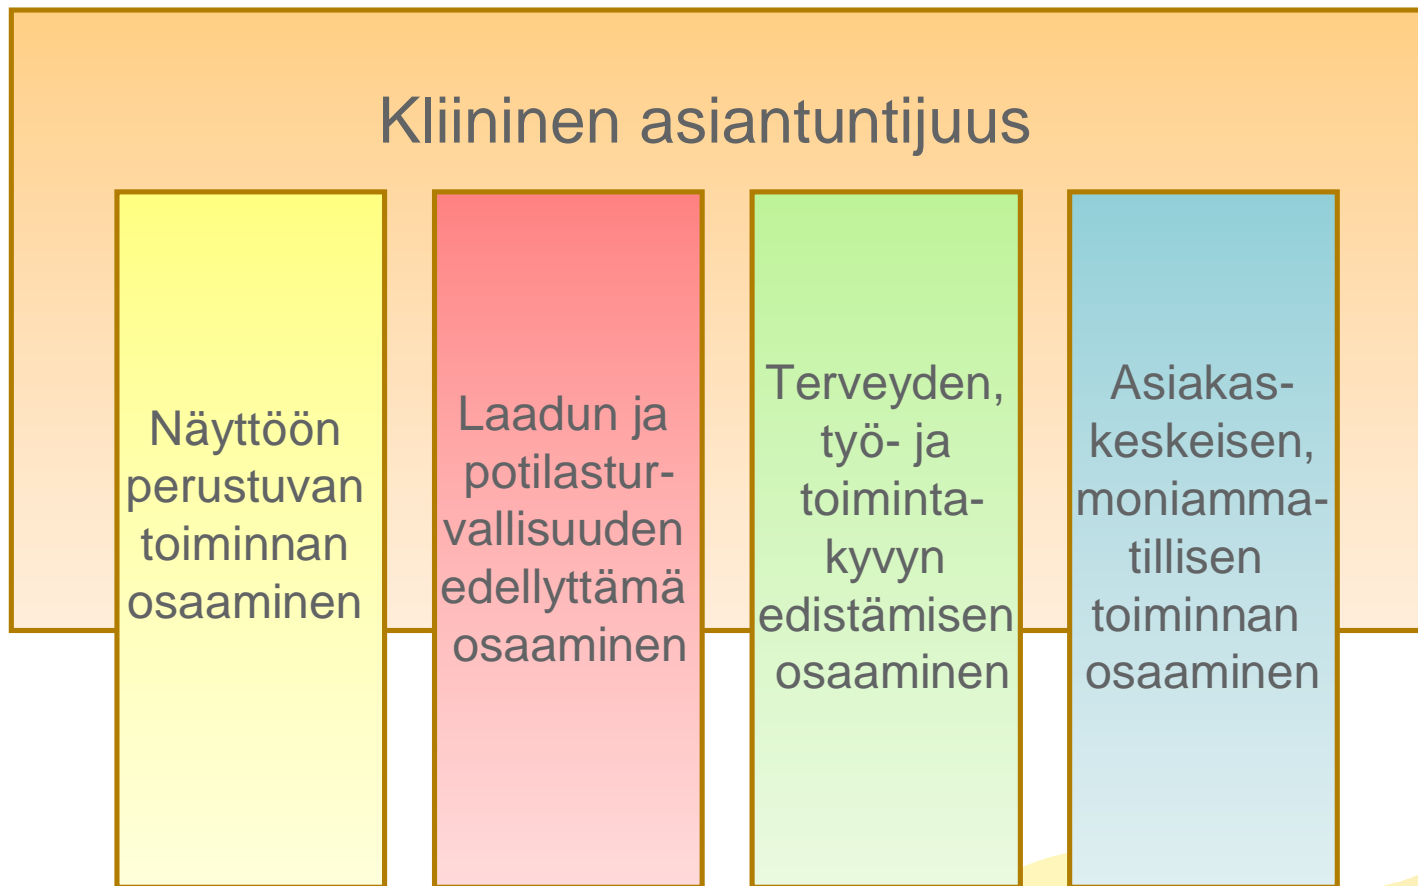 Kliininen asiantuntijuus
Näyttöön
perustuvan
toiminnan
osaaminen
Laadun ja
potilastur-
vallisuuden
edellyttämä
osaaminen
Terveyden,
työ- ja
toiminta-
kyvyn
edistämisen
osaaminen
Asiakas-
keskeisen,
moniamma-
tillisen
toiminnan
osaaminen